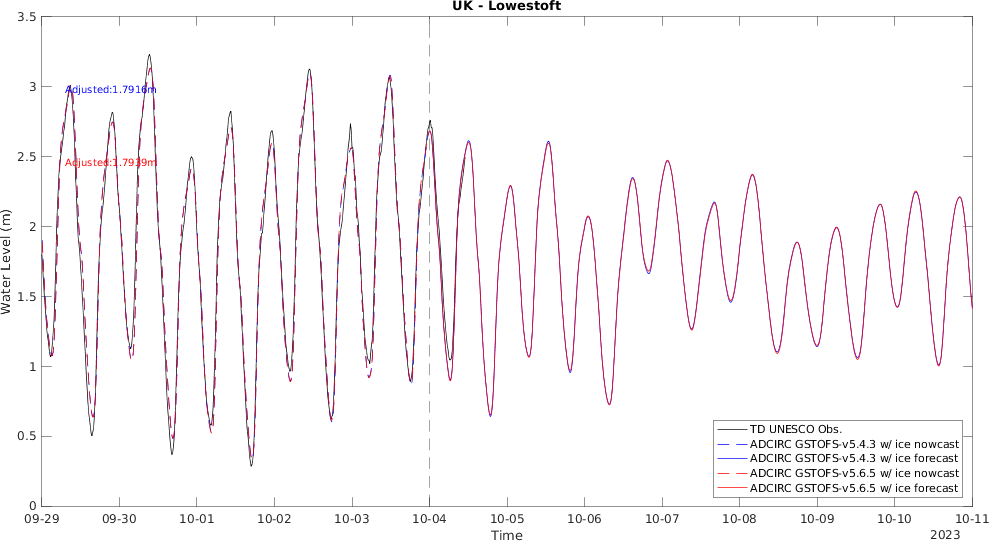 UK - Lowestoft
3.5
3
2.5
2
1.5
1
0.5
0
Water Level (m)
Adjusted:1.7916m
Adjusted:1.7939m
TD UNESCO Obs.
ADCIRC GSTOFS-v5.4.3 w/ ice nowcast
ADCIRC GSTOFS-v5.4.3 w/ ice forecast
ADCIRC GSTOFS-v5.6.5 w/ ice nowcast
ADCIRC GSTOFS-v5.6.5 w/ ice forecast
09-29 09-30 10-01 10-02 10-03 10-04 10-05 10-06 10-07 10-08 10-09 10-10 10-11
Time
2023